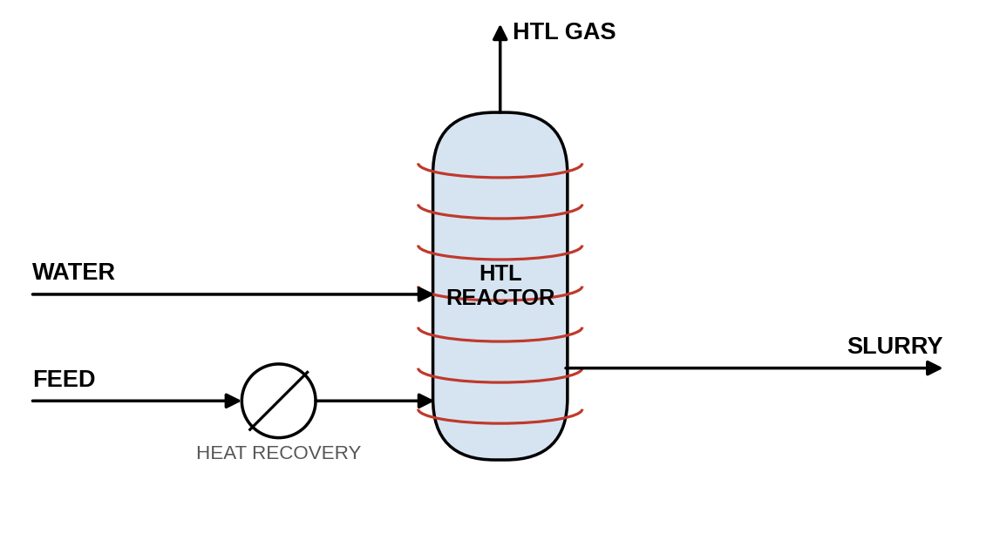 HTL GAS
WATER
HTL
REACTOR
SLURRY
FEED
HEAT RECOVERY